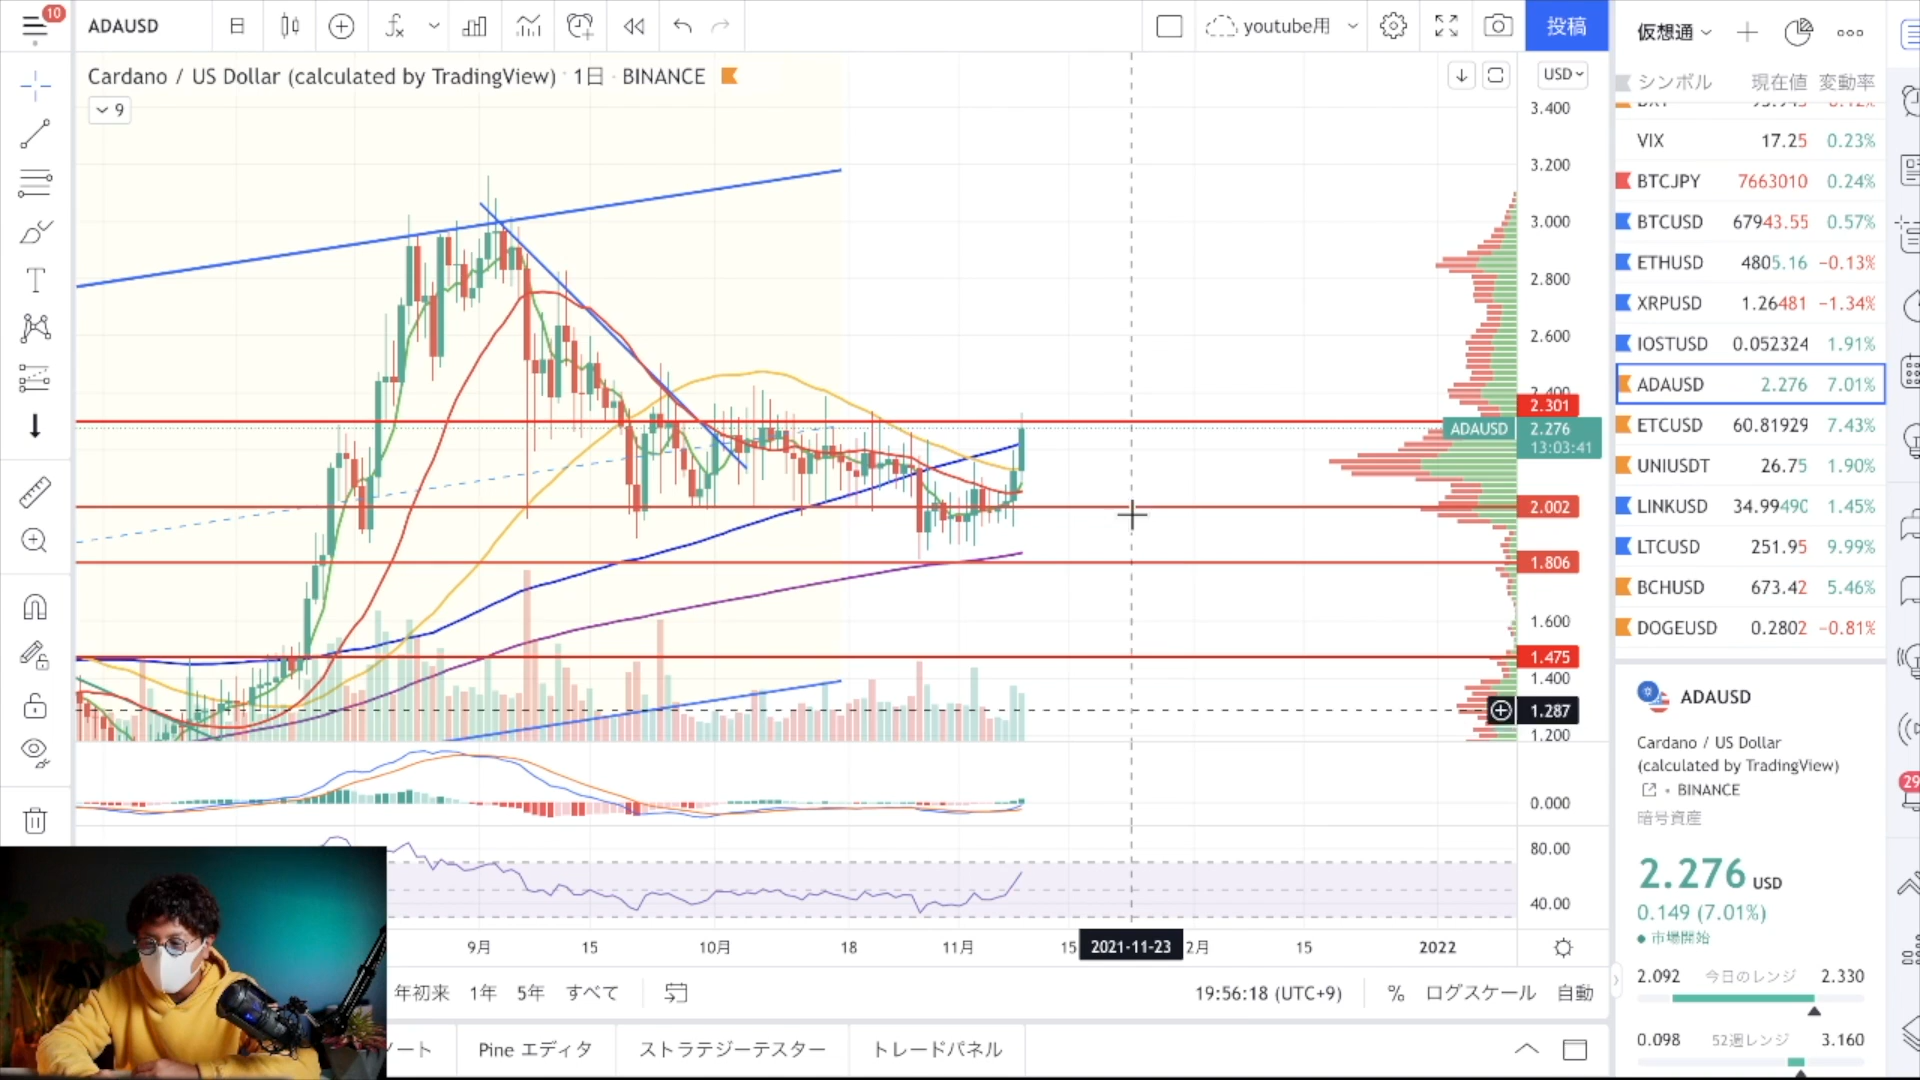 10
ADAUSD
youtube用
投稿
仮想通
Cardano / US Dollar (calculated by TradingView) · 1日 · BINANCE
9
USD
シンボル 現在値 変動率
VIX 17.25 0.23%
BTCJPY 7663010 0.24%
BTCUSD 67943.55 0.57%
ETHUSD 4805.16 −0.13%
XRPUSD 1.26481 −1.34%
IOSTUSD 0.052324 1.91%
ADAUSD 2.276 7.01%
ETCUSD 60.81929 7.43%
UNIUSDT 26.75 1.90%
LINKUSD 34.99490 1.45%
LTCUSD 251.95 9.99%
BCHUSD 673.42 5.46%
DOGEUSD 0.2802 −0.81%
3.400
3.200
3.000
2.800
2.600
2.400
2.301
ADAUSD 2.276
13:03:41
2.002
1.806
1.600
1.475
1.400
1.287
1.200
0.000
80.00
40.00
ADAUSD
Cardano / US Dollar
(calculated by TradingView)
• BINANCE
暗号資産
2.276 USD
0.149 (7.01%)
市場開始
2.092 今日のレンジ 2.330
0.098 52週レンジ 3.160
29
9月 15 10月 18 11月 15 2021-11-23 2月 15 2022
年初来 1年 5年 すべて
19:56:18 (UTC+9) % ログスケール 自動
ート Pine エディタ ストラテジーテスター トレードパネル